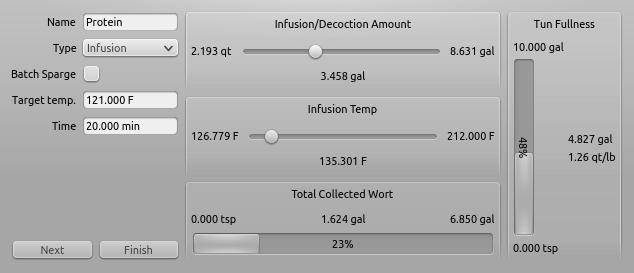 Name Protein
Type Infusion
Batch Sparge
Target temp. 121.000 F
Time 20.000 min
Next Finish
Infusion/Decoction Amount
2.193 qt 8.631 gal
3.458 gal
Infusion Temp
126.779 F 212.000 F
135.301 F
Total Collected Wort
0.000 tsp 1.624 gal 6.850 gal
23%
Tun Fullness
10.000 gal
48%
4.827 gal
1.26 qt/lb
0.000 tsp